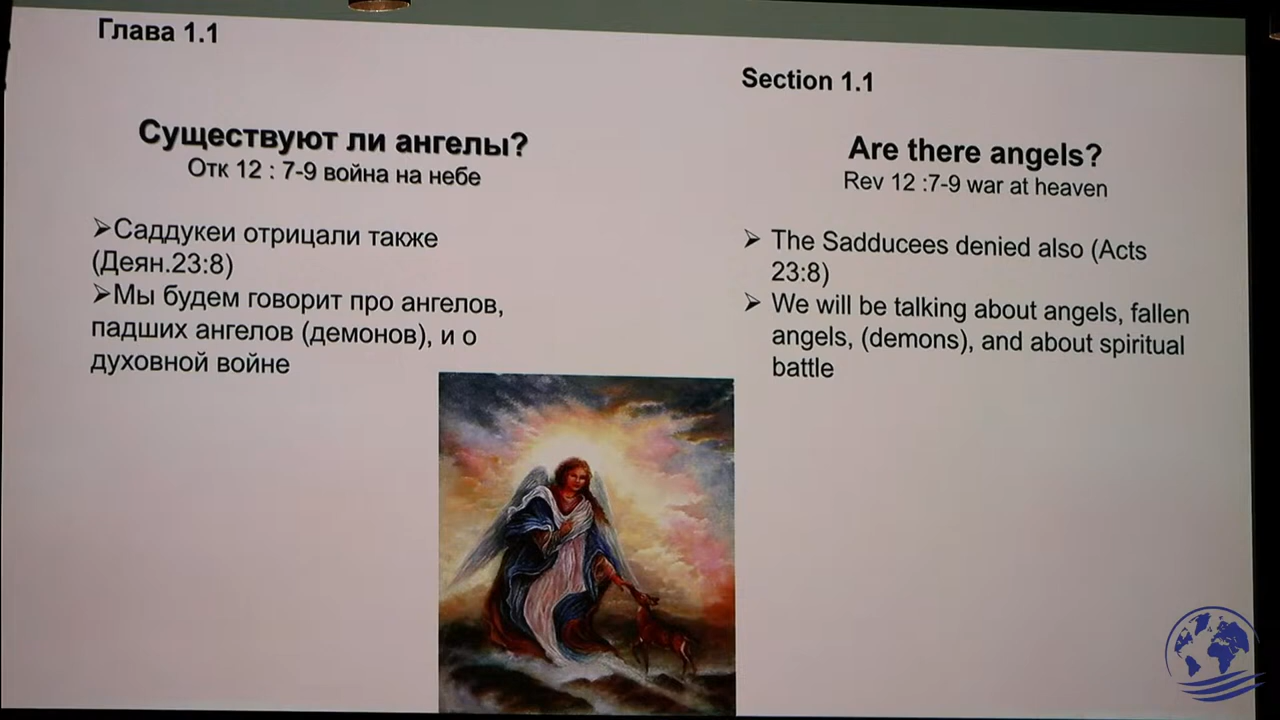 Глава 1.1
Существуют ли ангелы?
Отк 12 : 7-9 война на небе
➢Саддукеи отрицали также
(Деян.23:8)
➢Мы будем говорит про ангелов,
падших ангелов (демонов), и о
духовной войне
Section 1.1
Are there angels?
Rev 12 :7-9 war at heaven
➢ The Sadducees denied also (Acts
23:8)
➢ We will be talking about angels, fallen
angels, (demons), and about spiritual
battle